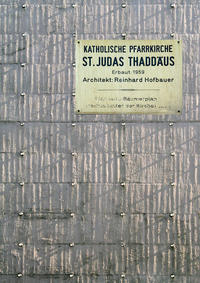 KATHOLISCHE PFARRKIRCHE
ST. JUDAS THADDÄUS
Erbaut 1959
Architekt: Reinhard Hofbauer